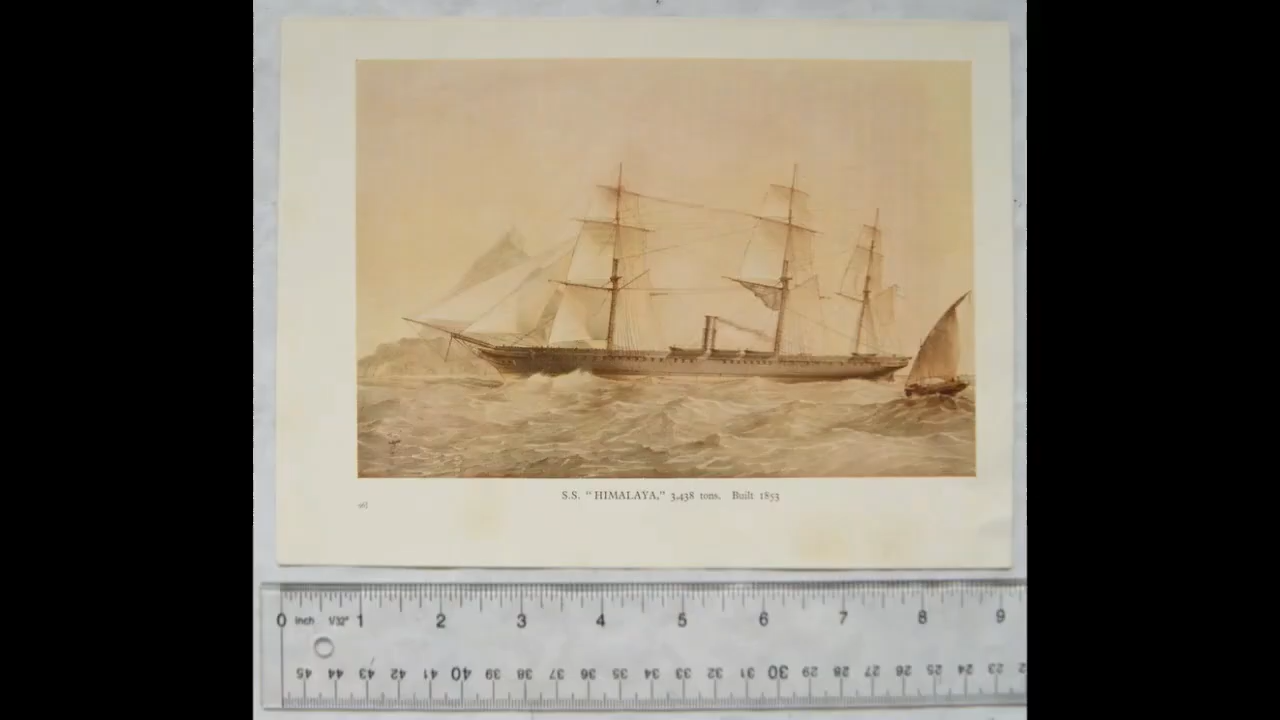 S.S. "HIMALAYA," 3,438 tons. Built 1853
0 inch 1/32" 1 2 3 4 5 6 7 8 9
45 44 43 42 41 40 39 38 37 36 35 34 33 32 31 30 29 28 27 26 25 24 23